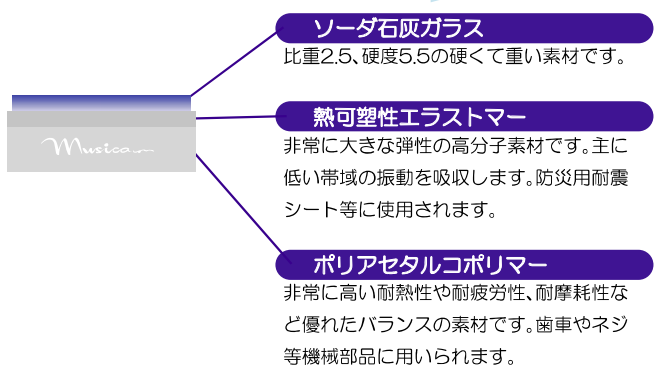 ソーダ石灰ガラス
比重2.5、硬度5.5の硬くて重い素材です。
熱可塑性エラストマー
非常に大きな弾性の高分子素材です。主に
低い帯域の振動を吸収します。防災用耐震
シート等に使用されます。
Musica.com
ポリアセタルコポリマー
非常に高い耐熱性や耐疲労性、耐摩耗性な
ど優れたバランスの素材です。歯車やネジ
等機械部品に用いられます。